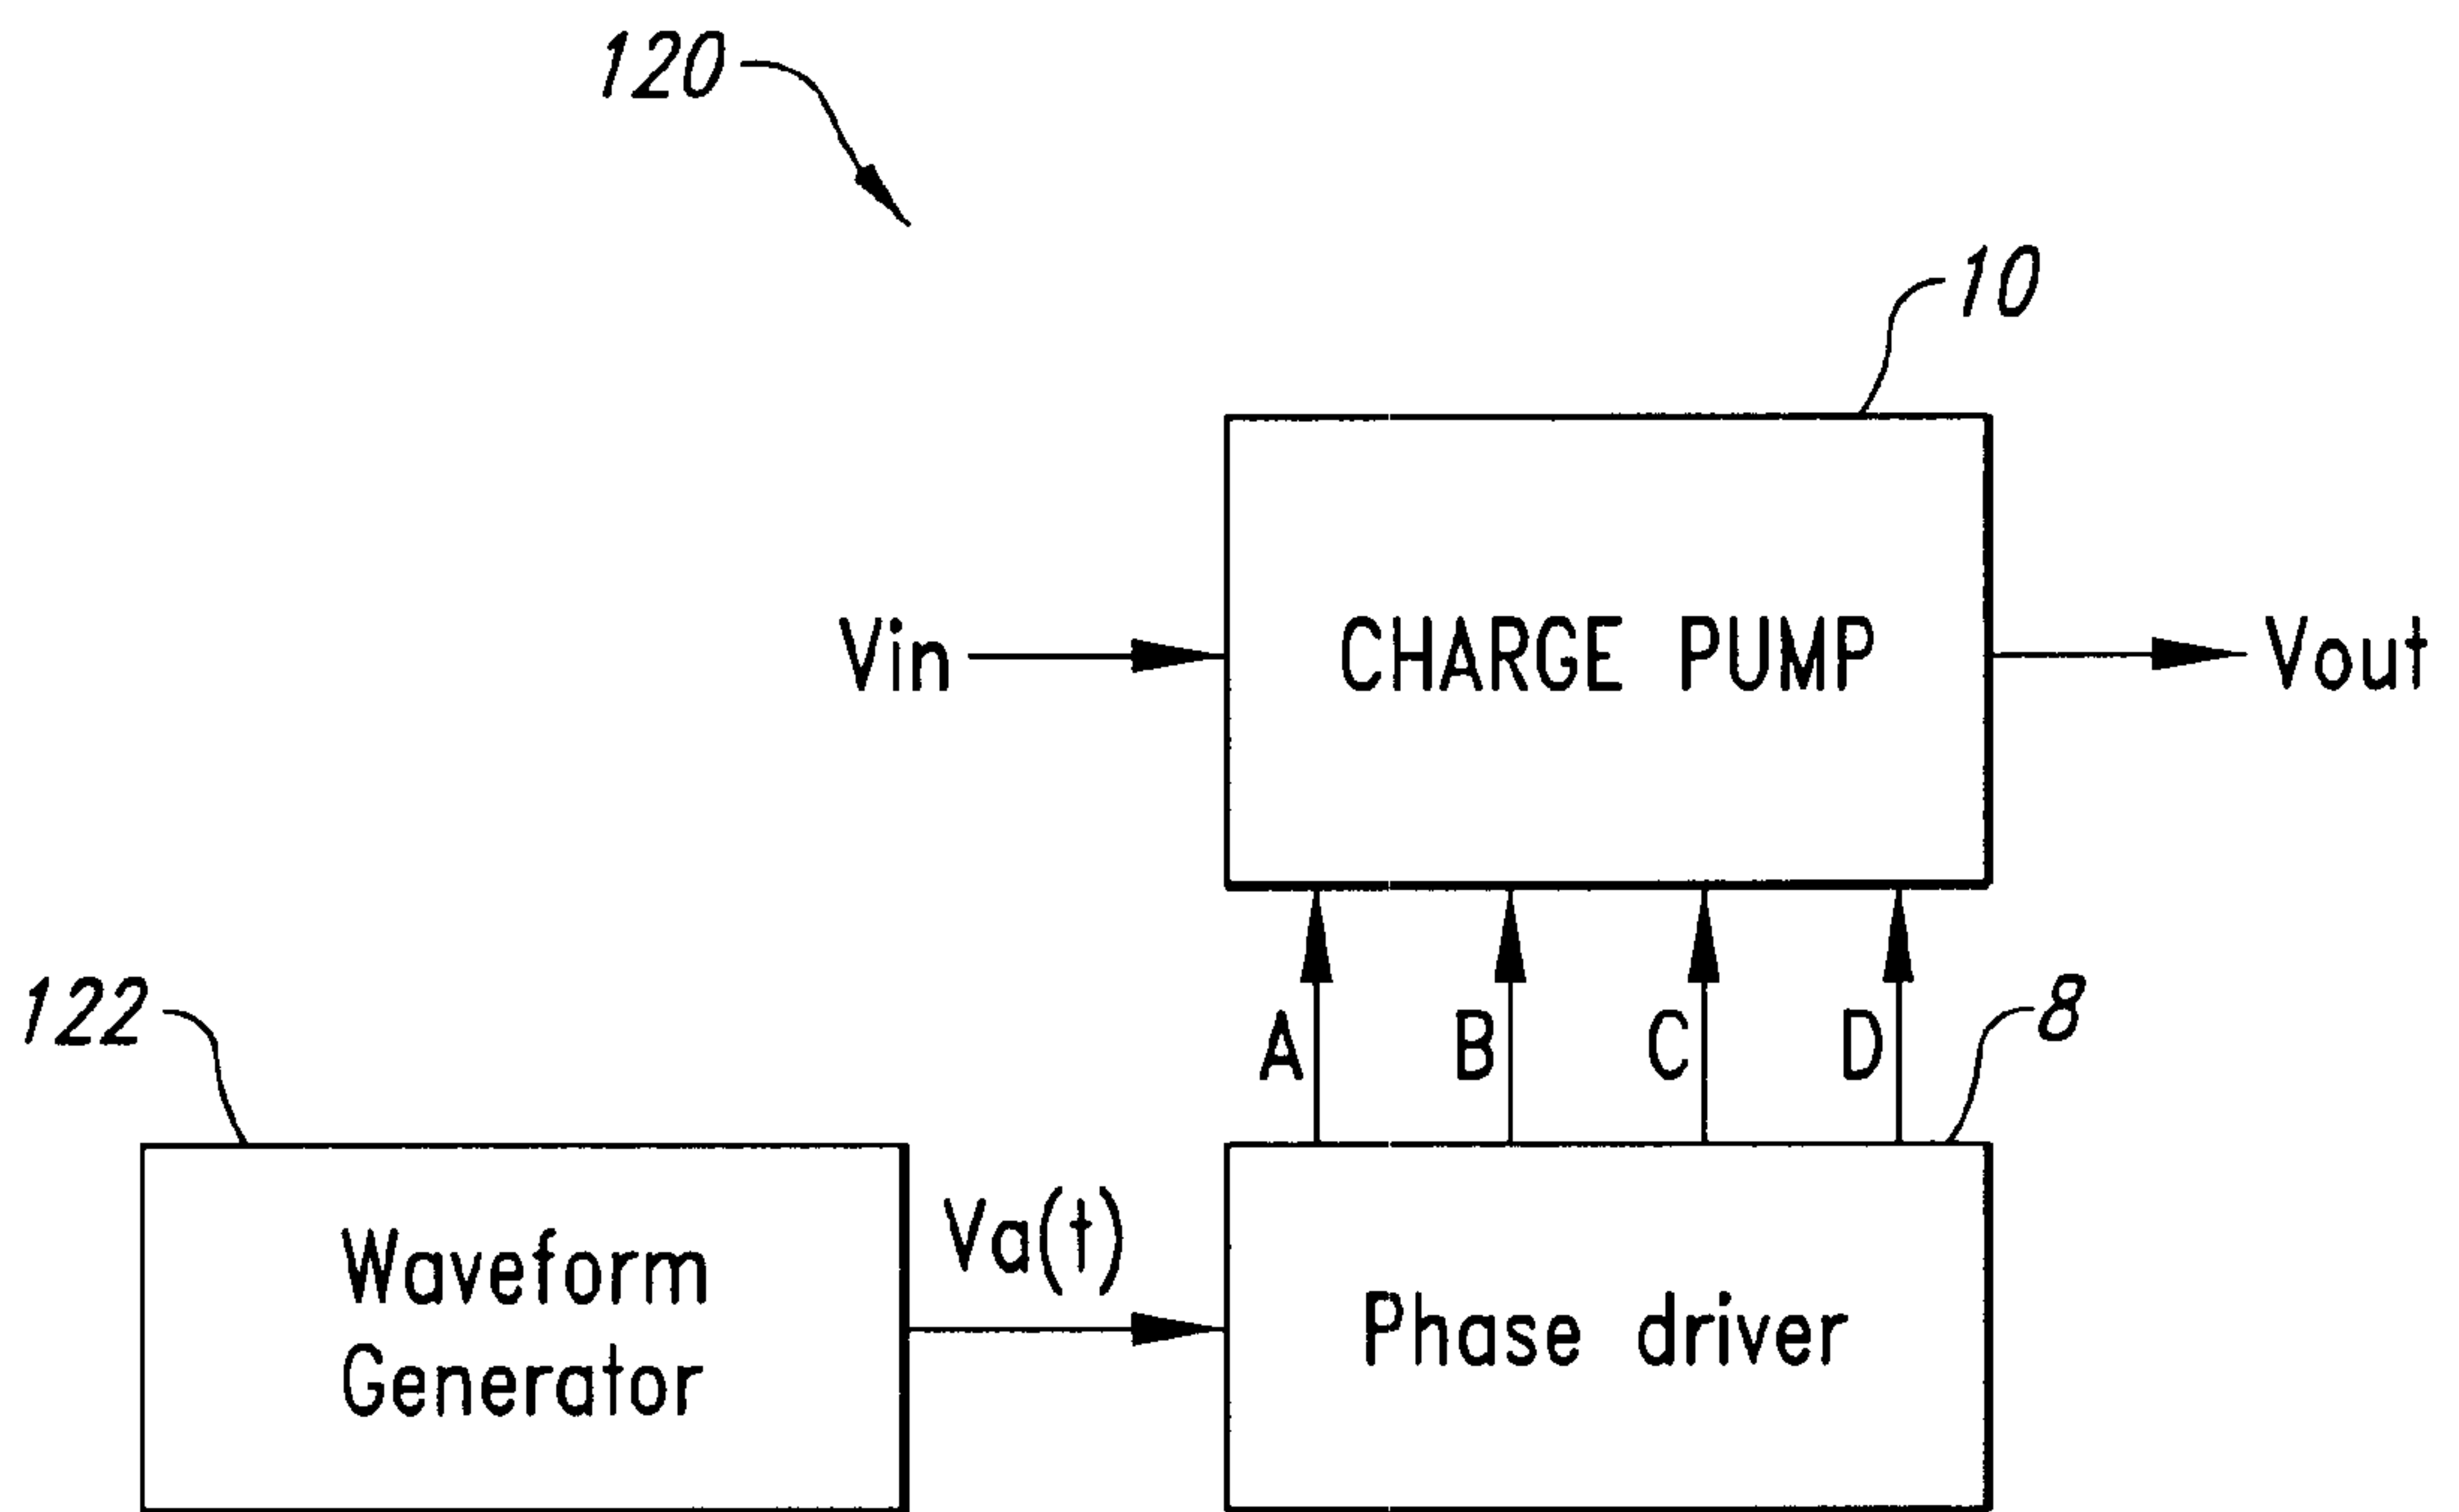 120
10
Vin
CHARGE PUMP
Vout
122
A
B
C
D
8
Va(t)
Waveform
Generator
Phase driver